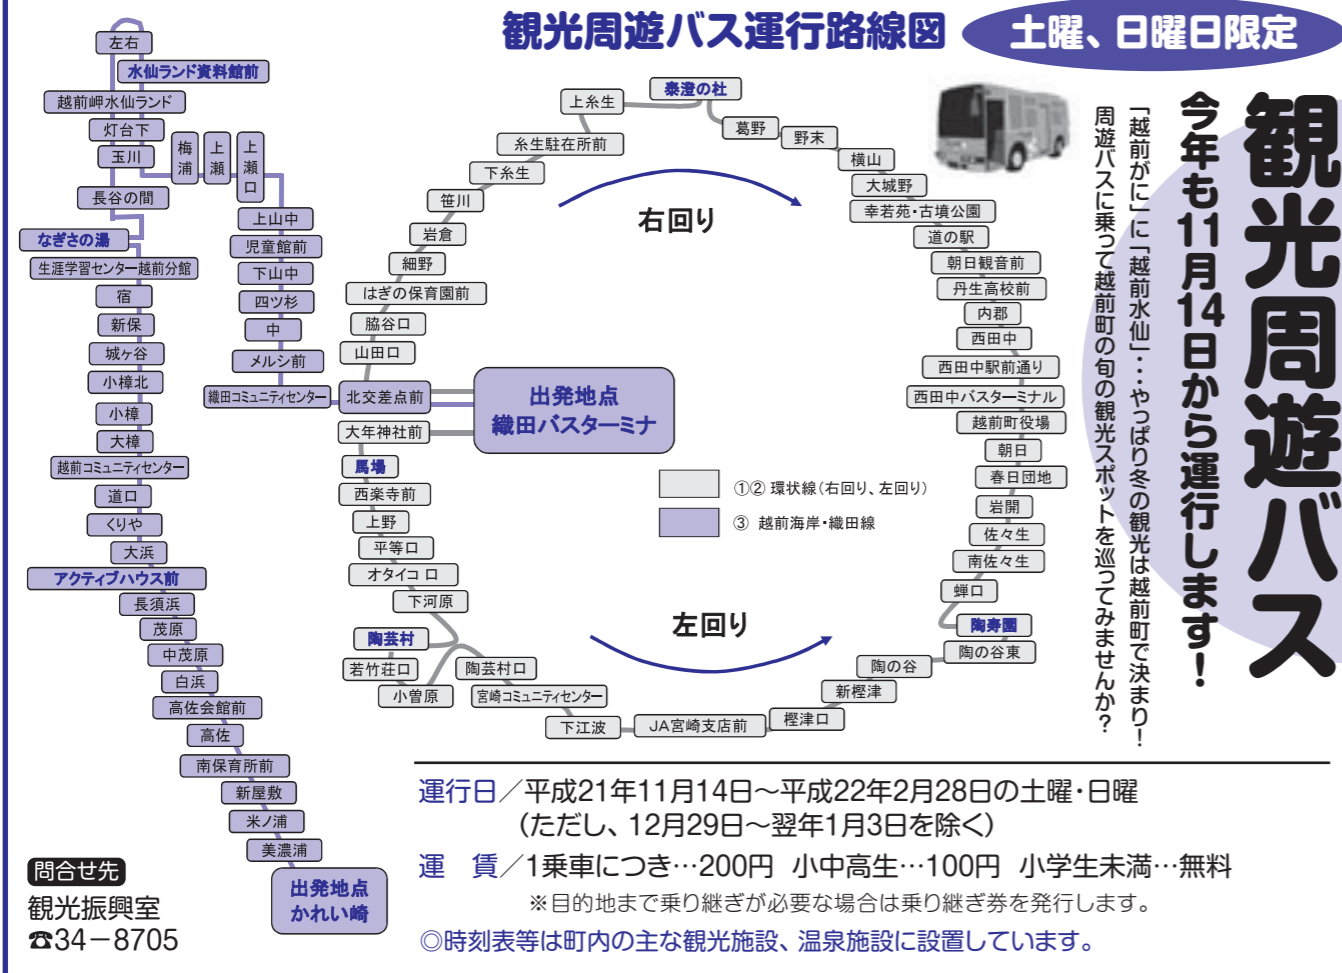 観光周遊バス運行路線図
土曜、日曜日限定
観光周遊バス
今年も11月14日から運行します!
「越前がに」に「越前水仙」・・・やっぱり冬の観光は越前町で決まり!
周遊バスに乗って越前町の旬の観光スポットを巡ってみませんか?
左右
水仙ランド資料館前
越前岬水仙ランド
灯台下
玉川
梅浦
上瀬
上瀬口
長谷の間
上山中
なぎさの湯
児童館前
生涯学習センター越前分館
下山中
宿
四ツ杉
新保
中
城ヶ谷
メルシ前
小樟北
織田コミュニティセンター
小樟
大樟
越前コミュニティセンター
道口
くりや
大浜
アクティブハウス前
長須浜
茂原
中茂原
白浜
高佐会館前
高佐
南保育所前
新屋敷
米ノ浦
美濃浦
出発地点
かれい崎
泰澄の杜
上糸生
糸生駐在所前
下糸生
笹川
岩倉
細野
はぎの保育園前
脇谷口
山田口
北交差点前
大年神社前
出発地点
織田バスターミナ
馬場
西楽寺前
上野
平等口
オタイコ口
下河原
陶芸村
若竹荘口
小曽原
陶芸村口
宮崎コミュニティセンター
下江波
JA宮崎支店前
樫津口
新樫津
陶の谷
陶の谷東
陶寿園
蝉口
南佐々生
佐々生
岩開
春日団地
朝日
越前町役場
西田中バスターミナル
西田中駅前通り
西田中
内郡
丹生高校前
朝日観音前
道の駅
幸若苑・古墳公園
大城野
横山
野末
葛野
右回り
左回り
①② 環状線(右回り、左回り)
③ 越前海岸・織田線
運行日/平成21年11月14日~平成22年2月28日の土曜・日曜
(ただし、12月29日~翌年1月3日を除く)
運 賃/1乗車につき…200円 小中高生…100円 小学生未満…無料
※目的地まで乗り継ぎが必要な場合は乗り継ぎ券を発行します。
◎時刻表等は町内の主な観光施設、温泉施設に設置しています。
問合せ先
観光振興室
☎34-8705